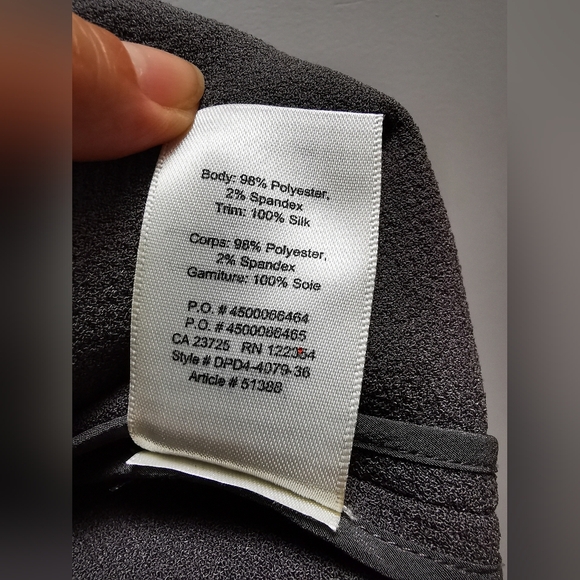 Body: 98% Polyester,
2% Spandex
Trim: 100% Silk
Corps: 98% Polyester,
2% Spandex
Garniture: 100% Soie
P.O. # 4500066464
P.O. # 4500066465
CA 23725 RN
Style # DPD4-4079-36
Article # 51388